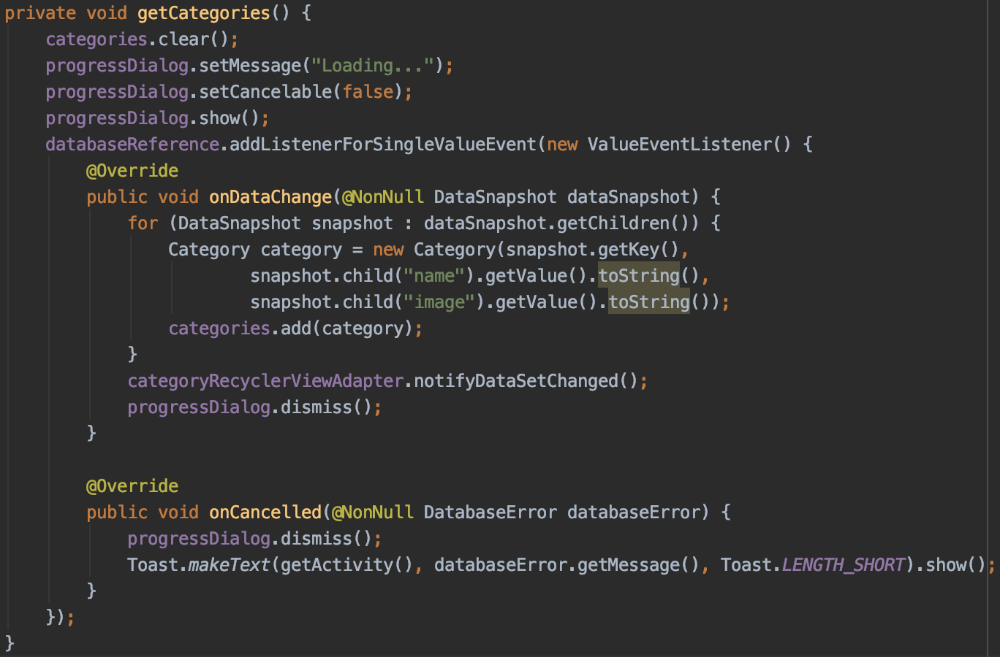 private void getCategories() {
categories.clear();
progressDialog.setMessage("Loading...");
progressDialog.setCancelable(false);
progressDialog.show();
databaseReference.addListenerForSingleValueEvent(new ValueEventListener() {
@Override
public void onDataChange(@NonNull DataSnapshot dataSnapshot) {
for (DataSnapshot snapshot : dataSnapshot.getChildren()) {
Category category = new Category(snapshot.getKey(),
snapshot.child("name").getValue().toString(),
snapshot.child("image").getValue().toString());
categories.add(category);
}
categoryRecyclerViewAdapter.notifyDataSetChanged();
progressDialog.dismiss();
}
@Override
public void onCancelled(@NonNull DatabaseError databaseError) {
progressDialog.dismiss();
Toast.makeText(getActivity(), databaseError.getMessage(), Toast.LENGTH_SHORT).show();
}
});
}